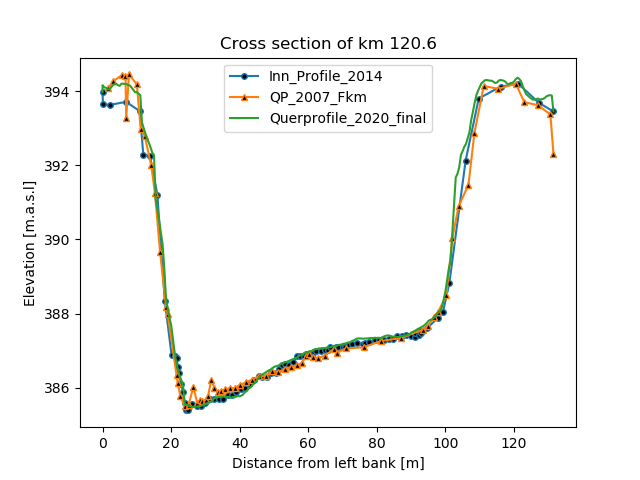 Cross section of km 120.6
Inn_Profile_2014
QP_2007_Fkm
Querprofile_2020_final
394
392
390
388
386
Elevation [m.a.s.l]
0 20 40 60 80 100 120
Distance from left bank [m]